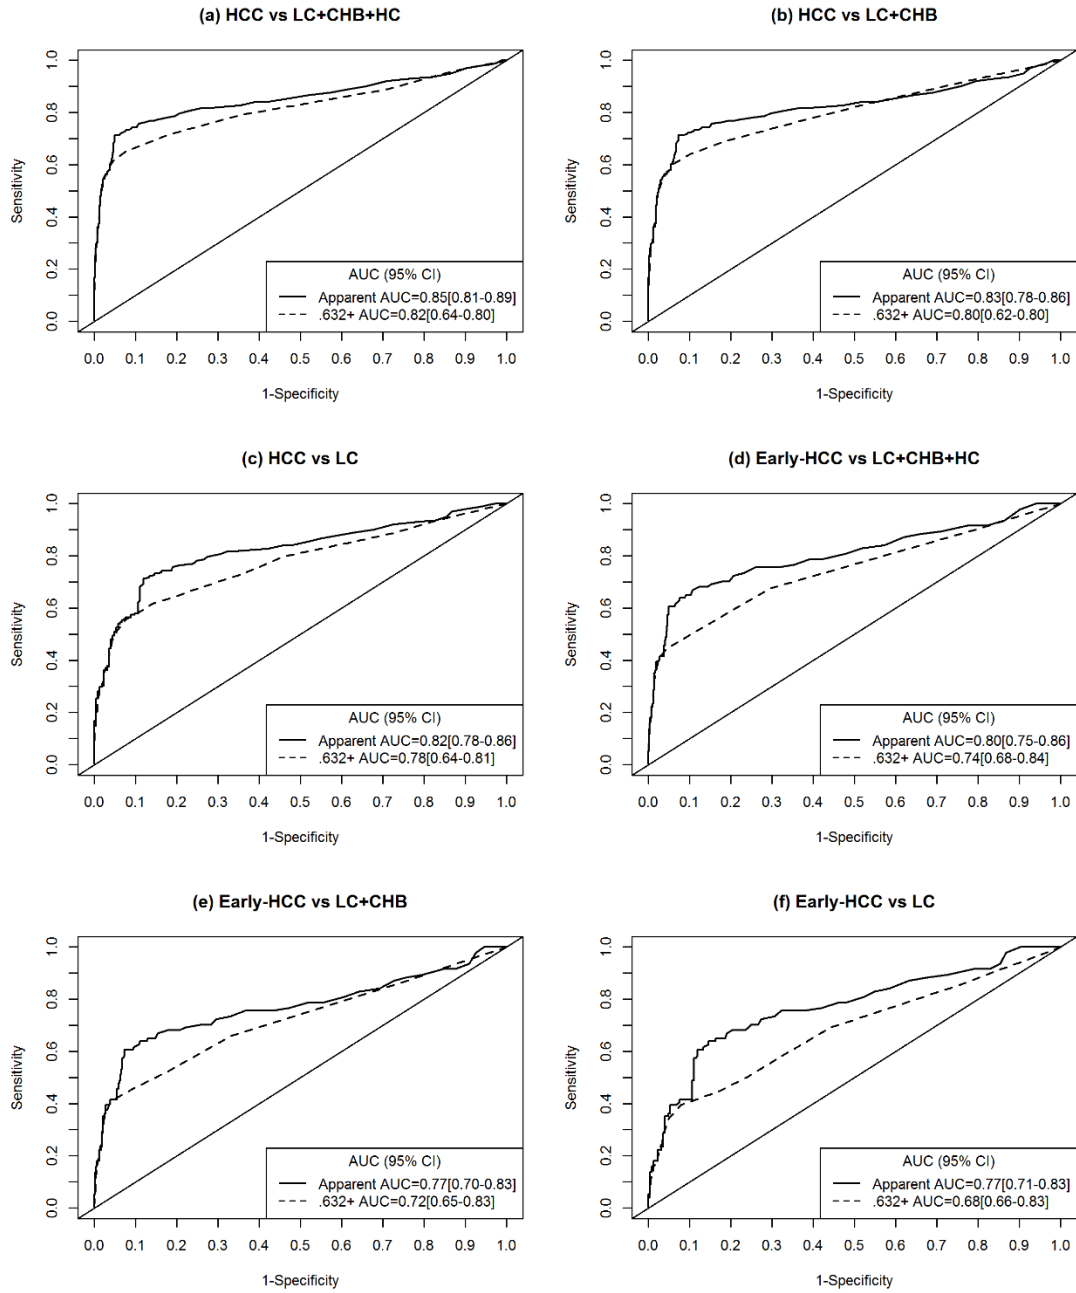 (a) HCC vs LC+CHB+HC
Sensitivity
0.0 0.2 0.4 0.6 0.8 1.0
AUC (95% CI)
Apparent AUC=0.85[0.81-0.89]
.632+ AUC=0.82[0.64-0.80]
0.0 0.1 0.2 0.3 0.4 0.5 0.6 0.7 0.8 0.9 1.0
1-Specificity
(b) HCC vs LC+CHB
Sensitivity
0.0 0.2 0.4 0.6 0.8 1.0
AUC (95% CI)
Apparent AUC=0.83[0.78-0.86]
.632+ AUC=0.80[0.62-0.80]
0.0 0.1 0.2 0.3 0.4 0.5 0.6 0.7 0.8 0.9 1.0
1-Specificity
(c) HCC vs LC
Sensitivity
0.0 0.2 0.4 0.6 0.8 1.0
AUC (95% CI)
Apparent AUC=0.82[0.78-0.86]
.632+ AUC=0.78[0.64-0.81]
0.0 0.1 0.2 0.3 0.4 0.5 0.6 0.7 0.8 0.9 1.0
1-Specificity
(d) Early-HCC vs LC+CHB+HC
Sensitivity
0.0 0.2 0.4 0.6 0.8 1.0
AUC (95% CI)
Apparent AUC=0.80[0.75-0.86]
.632+ AUC=0.74[0.68-0.84]
0.0 0.1 0.2 0.3 0.4 0.5 0.6 0.7 0.8 0.9 1.0
1-Specificity
(e) Early-HCC vs LC+CHB
Sensitivity
0.0 0.2 0.4 0.6 0.8 1.0
AUC (95% CI)
Apparent AUC=0.77[0.70-0.83]
.632+ AUC=0.72[0.65-0.83]
0.0 0.1 0.2 0.3 0.4 0.5 0.6 0.7 0.8 0.9 1.0
1-Specificity
(f) Early-HCC vs LC
Sensitivity
0.0 0.2 0.4 0.6 0.8 1.0
AUC (95% CI)
Apparent AUC=0.77[0.71-0.83]
.632+ AUC=0.68[0.66-0.83]
0.0 0.1 0.2 0.3 0.4 0.5 0.6 0.7 0.8 0.9 1.0
1-Specificity